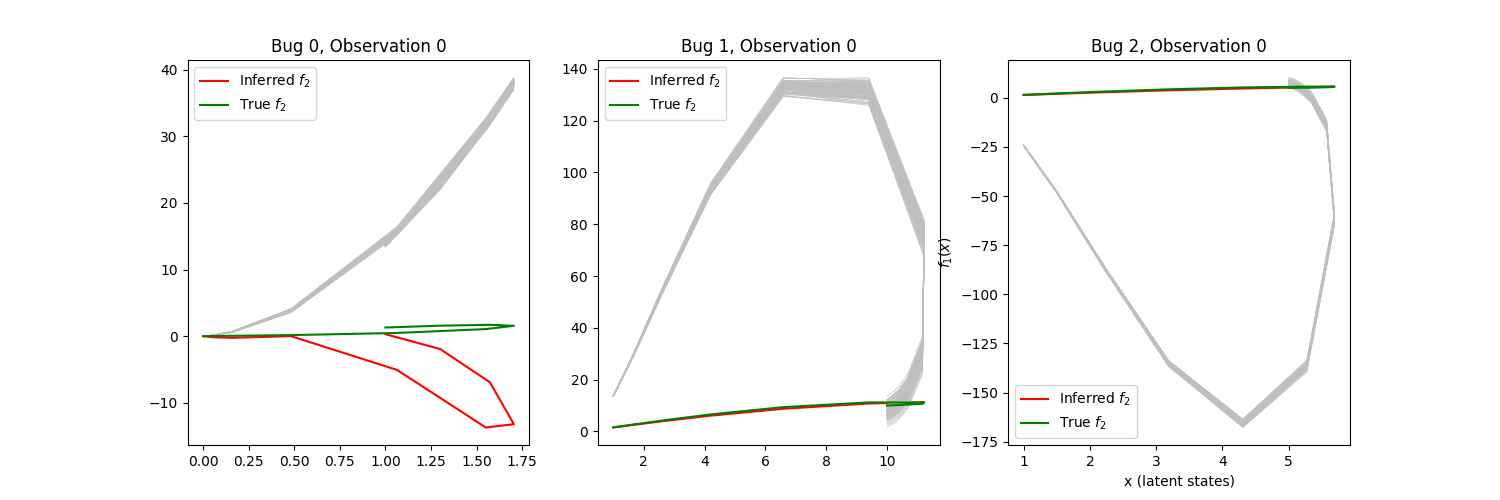 Bug 0, Observation 0
Inferred f₂
True f₂
40
30
20
10
0
−10
0.00 0.25 0.50 0.75 1.00 1.25 1.50 1.75
Bug 1, Observation 0
Inferred f₂
True f₂
140
120
100
80
60
40
20
0
2 4 6 8 10
Bug 2, Observation 0
f₁(x)
0
−25
−50
−75
−100
−125
−150
−175
Inferred f₂
True f₂
1 2 3 4 5
x (latent states)